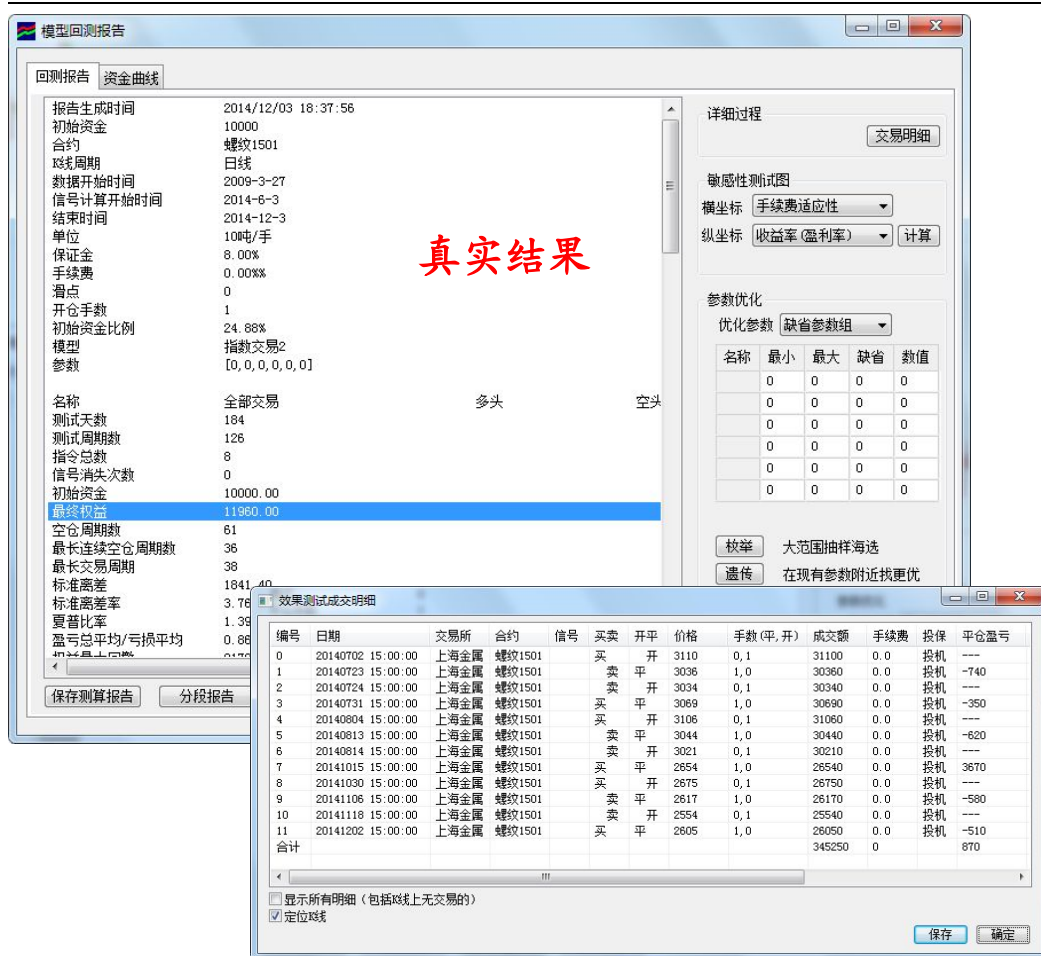 模型回测报告
回测报告 资金曲线
报告生成时间 2014/12/03 18:37:56
初始资金 10000
合约 螺纹1501
K线周期 日线
数据开始时间 2009-3-27
信号计算开始时间 2014-6-3
结束时间 2014-12-3
单位 10吨/手
保证金 8.00%
手续费 0.00%%
滑点 0
开仓手数 1
初始资金比例 24.88%
模型 指数交易2
参数 [0,0,0,0,0,0]
名称 全部交易 多头 空头
测试天数 184
测试周期数 126
指令总数 8
信号消失次数 0
初始资金 10000.00
最终权益 11960.00
空仓周期数 61
最长连续空仓周期数 36
最长交易周期 38
标准离差 1841.40
标准离差率 3.76
夏普比率 1.39
盈亏总平均/亏损平均 0.86
保存测算报告 分段报告
真实结果
详细过程
交易明细
敏感性测试图
横坐标 手续费适应性
纵坐标 收益率(盈利率) 计算
参数优化
优化参数 缺省参数组
名称 最小 最大 缺省 数值
0 0 0 0
0 0 0 0
0 0 0 0
0 0 0 0
0 0 0 0
0 0 0 0
枚举 大范围抽样海选
遗传 在现有参数附近找更优
效果测试成交明细
编号 日期 交易所 合约 信号 买卖 开平 价格 手数(平,开) 成交额 手续费 投保 平仓盈亏
0 20140702 15:00:00 上海金属 螺纹1501 买 开 3110 0,1 31100 0.0 投机 ---
1 20140723 15:00:00 上海金属 螺纹1501 卖 平 3036 1,0 30360 0.0 投机 -740
2 20140724 15:00:00 上海金属 螺纹1501 卖 开 3034 0,1 30340 0.0 投机 ---
3 20140731 15:00:00 上海金属 螺纹1501 买 平 3069 1,0 30690 0.0 投机 -350
4 20140804 15:00:00 上海金属 螺纹1501 买 开 3106 0,1 31060 0.0 投机 ---
5 20140813 15:00:00 上海金属 螺纹1501 卖 平 3044 1,0 30440 0.0 投机 -620
6 20140814 15:00:00 上海金属 螺纹1501 卖 开 3021 0,1 30210 0.0 投机 ---
7 20141015 15:00:00 上海金属 螺纹1501 买 平 2654 1,0 26540 0.0 投机 3670
8 20141030 15:00:00 上海金属 螺纹1501 买 开 2675 0,1 26750 0.0 投机 ---
9 20141106 15:00:00 上海金属 螺纹1501 卖 平 2617 1,0 26170 0.0 投机 -580
10 20141118 15:00:00 上海金属 螺纹1501 卖 开 2554 0,1 25540 0.0 投机 ---
11 20141202 15:00:00 上海金属 螺纹1501 买 平 2605 1,0 26050 0.0 投机 -510
合计 345250 0 870
显示所有明细(包括K线上无交易的)
定位K线
保存 确定